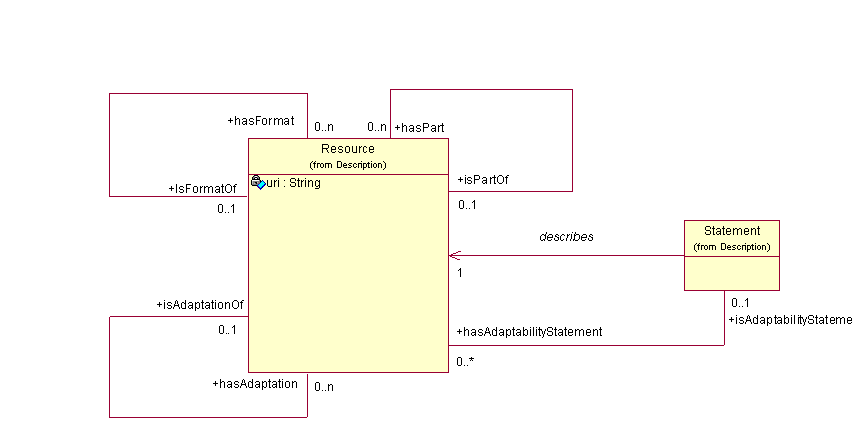 +hasFormat
0..n
0..n
+hasPart
Resource
(from Description)
uri : String
+IsFormatOf
0..1
+isPartOf
0..1
Statement
(from Description)
describes
1
+isAdaptationOf
0..1
0..1
+isAdaptabilityStateme
+hasAdaptabilityStatement
0..*
+hasAdaptation
0..n